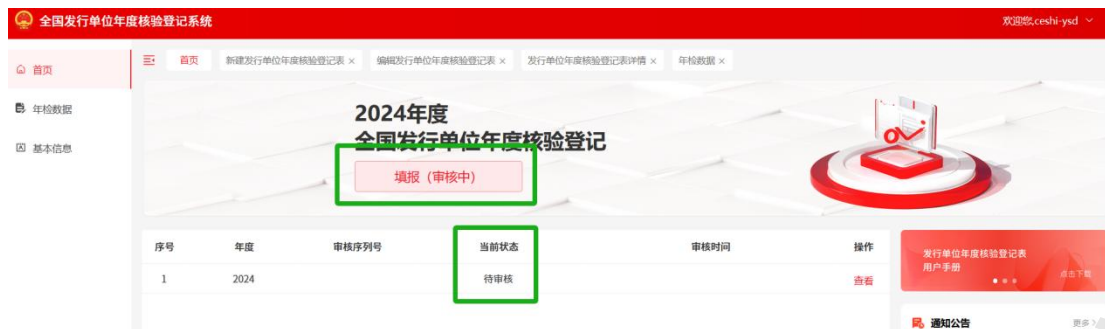 全国发行单位年度核验登记系统
欢迎您,ceshi-ysd
首页
年检数据
基本信息
首页 新建发行单位年度核验登记表 × 编辑发行单位年度核验登记表 × 发行单位年度核验登记表详情 × 年检数据 ×
2024年度
全国发行单位年度核验登记
填报（审核中）
序号 年度 审核序列号 当前状态 审核时间 操作
1 2024 待审核 查看
发行单位年度核验登记表
用户手册
点击下载
通知公告 更多